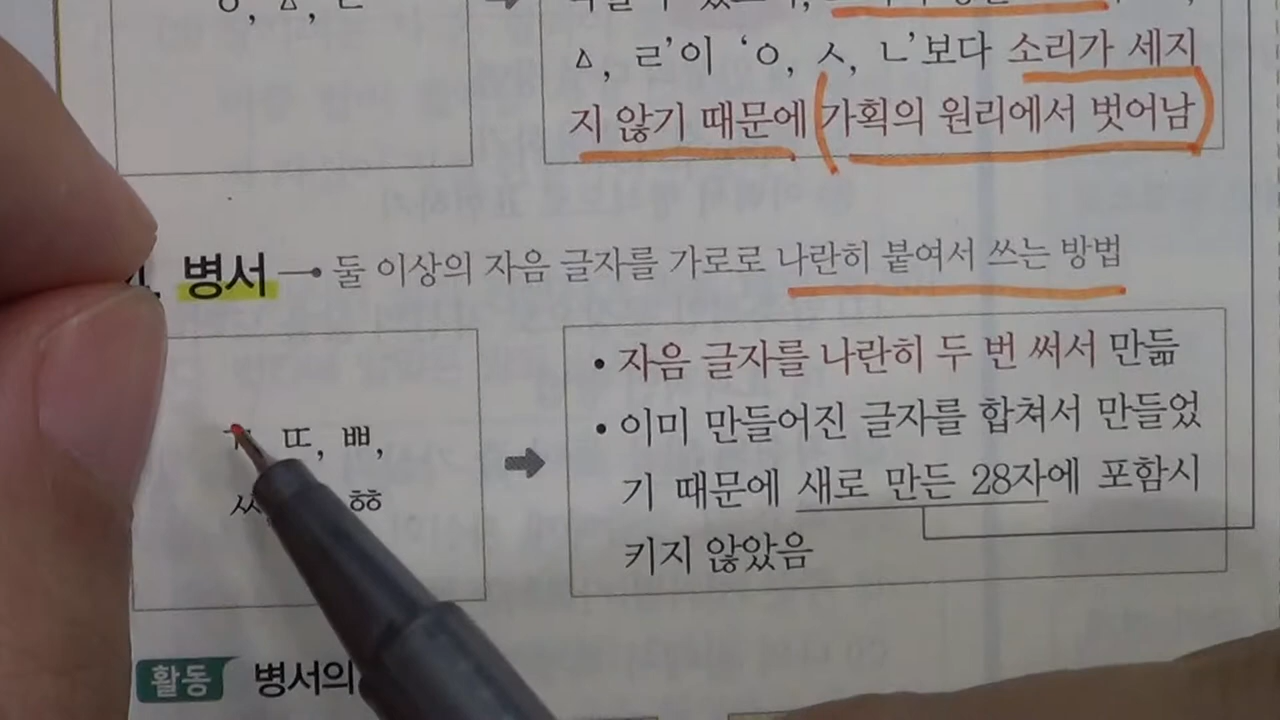 ㅿ, ㄹ’이 ‘ㅇ, ㅅ, ㄴ’보다 소리가 세지
지 않기 때문에 가획의 원리에서 벗어남
병서 둘 이상의 자음 글자를 가로로 나란히 붙여서 쓰는 방법
ㄸ, ㅃ,
ㅆ, ㆅ
• 자음 글자를 나란히 두 번 써서 만듦
• 이미 만들어진 글자를 합쳐서 만들었
기 때문에 새로 만든 28자에 포함시
키지 않았음
활동 병서의